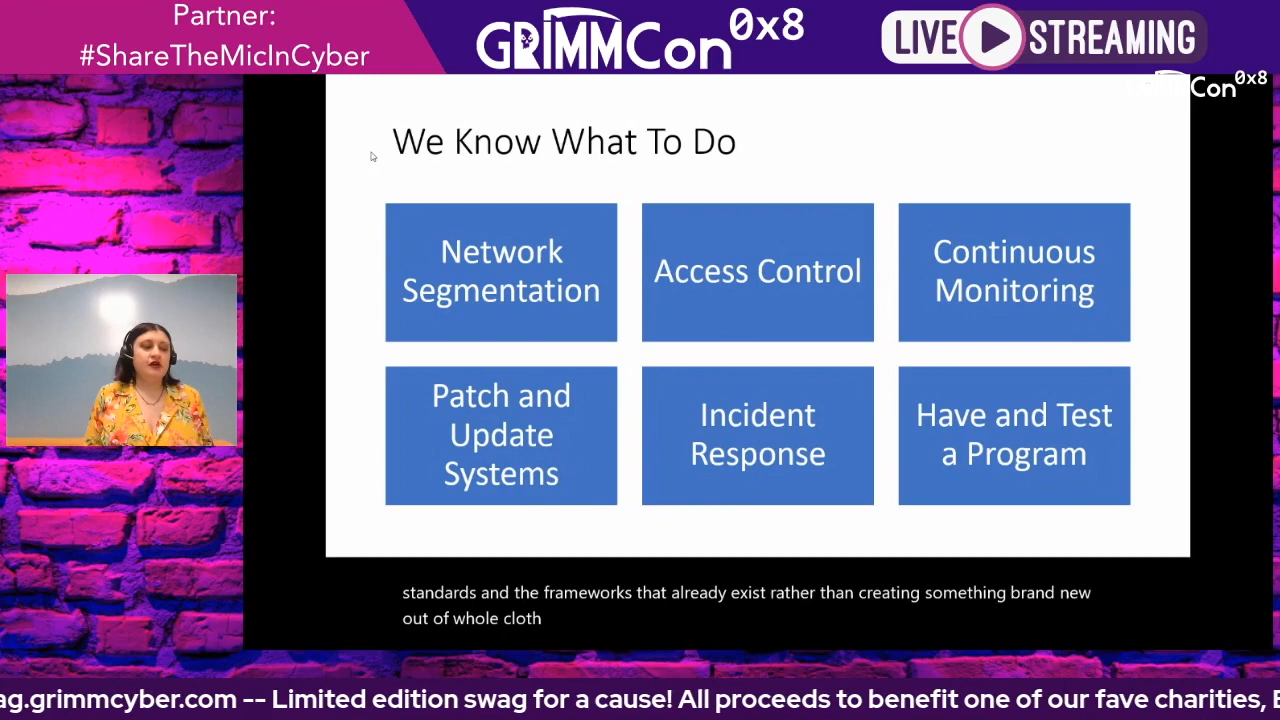 Partner:
#ShareTheMicInCyber
GRIMMCon 0x8
LIVE STREAMING
Con 0x8
We Know What To Do
Network
Segmentation
Access Control
Continuous
Monitoring
Patch and
Update
Systems
Incident
Response
Have and Test
a Program
standards and the frameworks that already exist rather than creating something brand new
out of whole cloth
ag.grimmcyber.com -- Limited edition swag for a cause! All proceeds to benefit one of our fave charities,